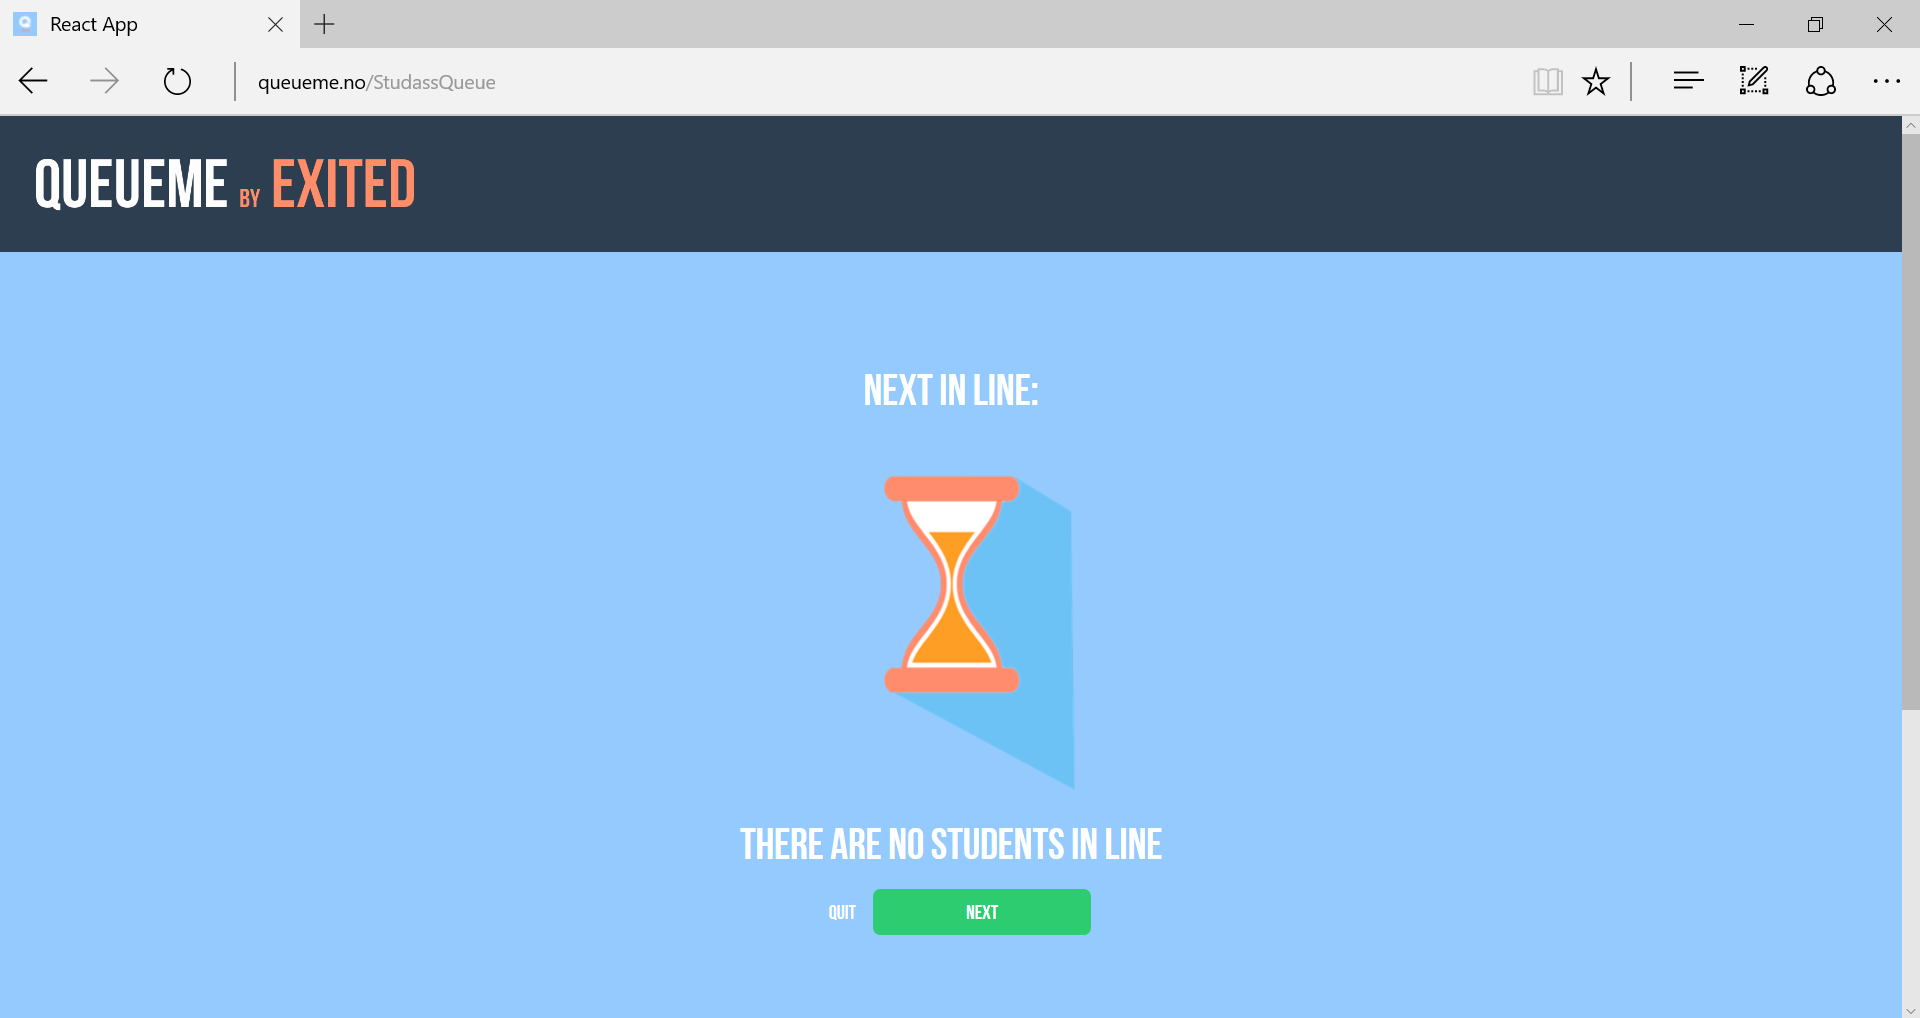 React App
queueme.no/StudassQueue
QUEUEME BY EXITED
NEXT IN LINE:
THERE ARE NO STUDENTS IN LINE
QUIT
NEXT